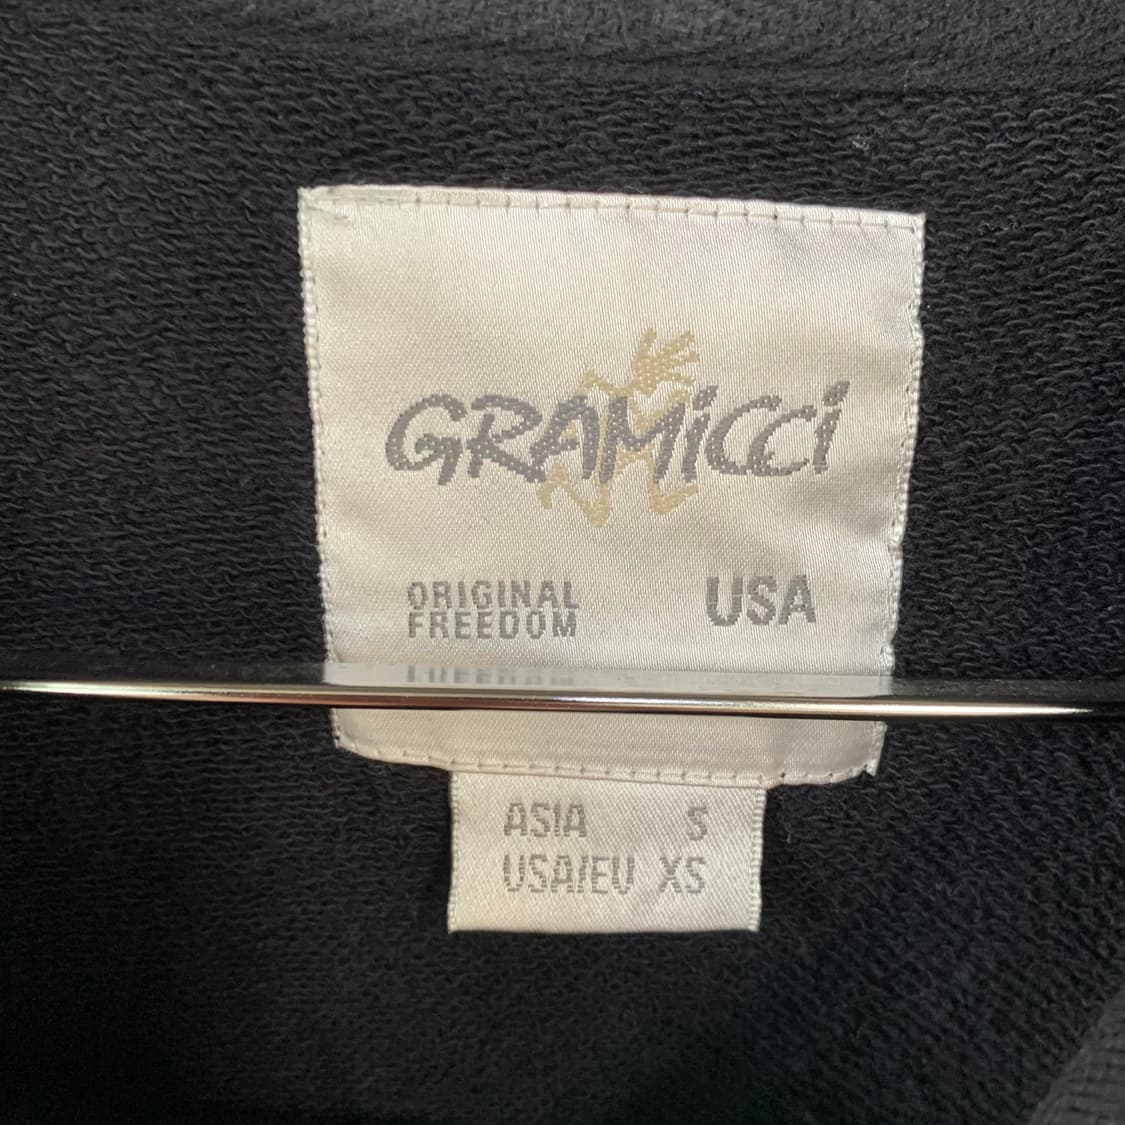 GRAMiCCi
ORIGINAL
FREEDOM
USA
ASIA S
USA/EU XS